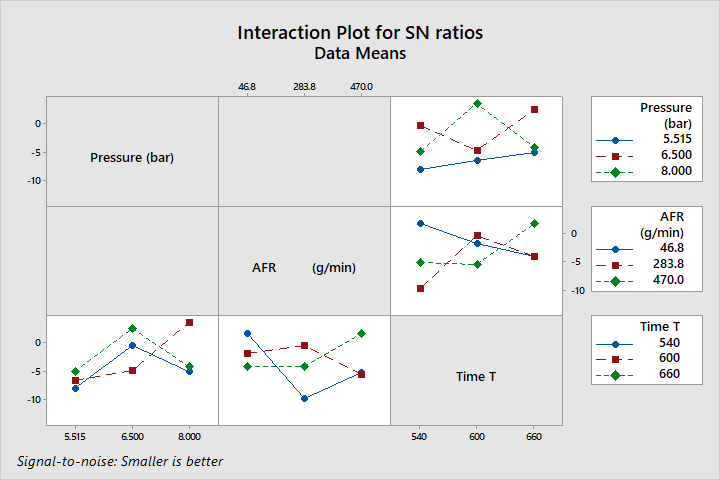 Interaction Plot for SN ratios
Data Means
46.8 283.8 470.0
0
-5
-10
Pressure (bar)
Pressure
(bar)
5.515
6.500
8.000
AFR (g/min)
0
-5
-10
AFR
(g/min)
46.8
283.8
470.0
0
-5
-10
Time T
Time T
540
600
660
5.515 6.500 8.000 540 600 660
Signal-to-noise: Smaller is better